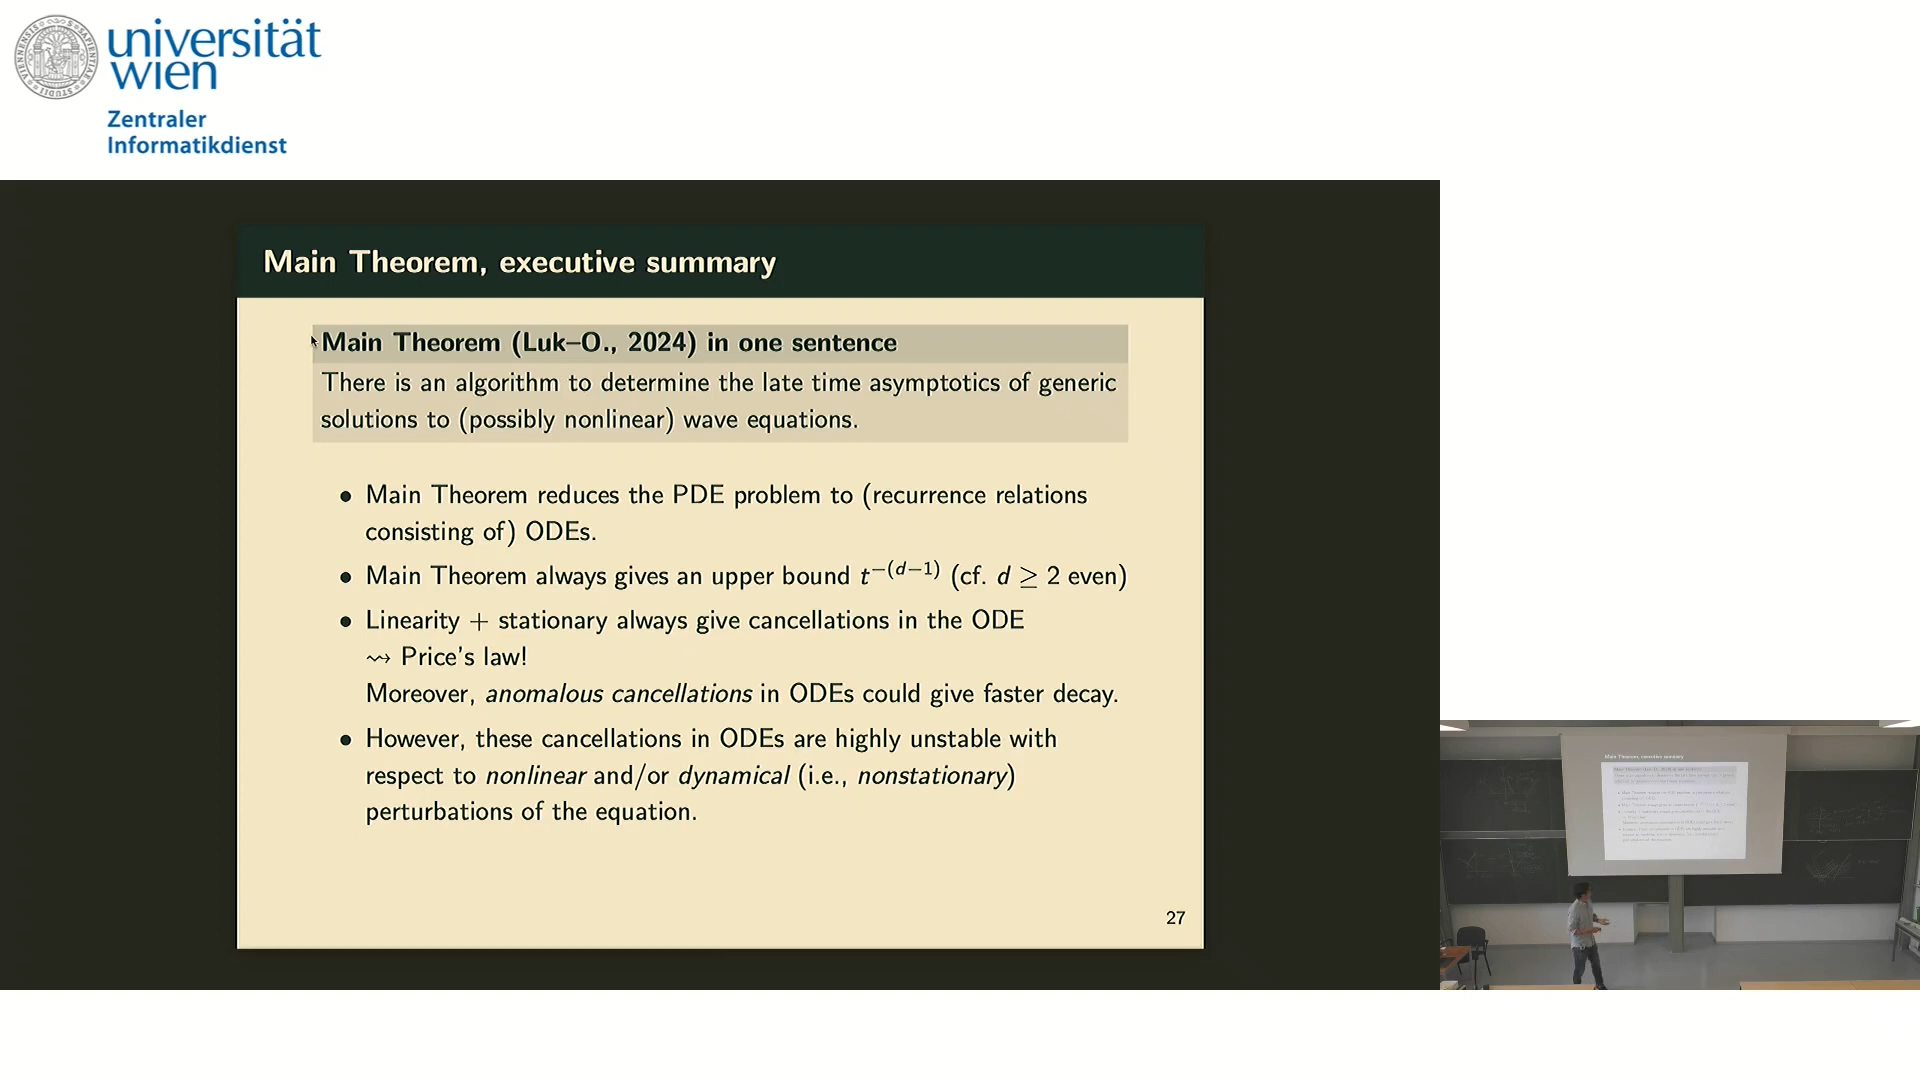 universität
wien
Zentraler
Informatikdienst
Main Theorem, executive summary
Main Theorem (Luk–O., 2024) in one sentence
There is an algorithm to determine the late time asymptotics of generic
solutions to (possibly nonlinear) wave equations.
• Main Theorem reduces the PDE problem to (recurrence relations
consisting of) ODEs.
• Main Theorem always gives an upper bound t^{−(d−1)} (cf. d ≥ 2 even)
• Linearity + stationary always give cancellations in the ODE
⇝ Price's law!
Moreover, anomalous cancellations in ODEs could give faster decay.
• However, these cancellations in ODEs are highly unstable with
respect to nonlinear and/or dynamical (i.e., nonstationary)
perturbations of the equation.
27
Main Theorem, executive summary